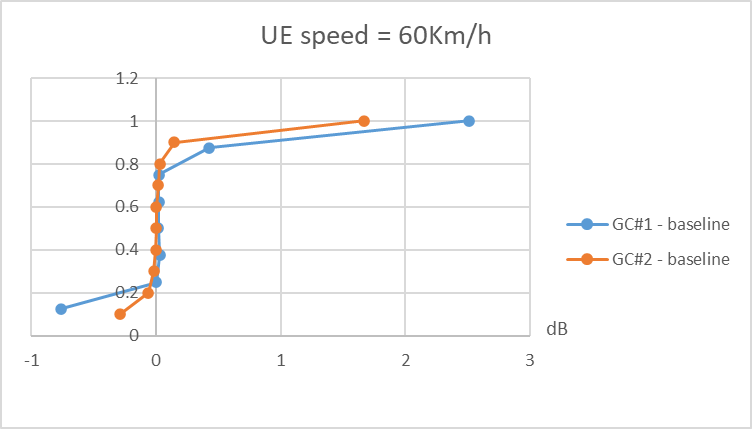 UE speed = 60Km/h
1.2
1
0.8
0.6
0.4
0.2
0
-1 0 1 2 3
dB
GC#1 - baseline
GC#2 - baseline